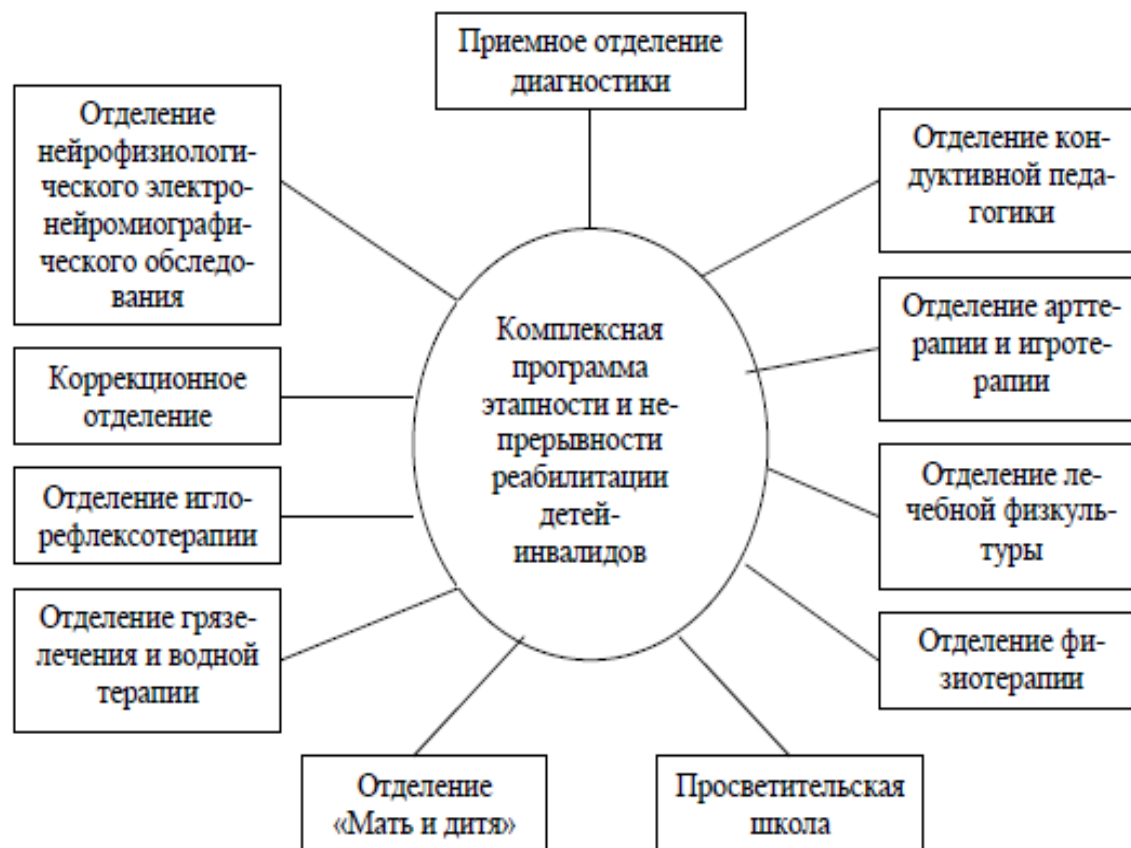 Приемное отделение
диагностики
Отделение
нейрофизиологи-
ческого электро-
нейромиографи-
ческого обследо-
вания
Отделение кон-
дуктивной педа-
гогики
Отделение артте-
рапии и игроте-
рапии
Комплексная
программа
этапности и не-
прерывности
реабилитации
детей-
инвалидов
Коррекционное
отделение
Отделение игло-
рефлексотерапии
Отделение ле-
чебной физкуль-
туры
Отделение грязе-
лечения и водной
терапии
Отделение фи-
зиотерапии
Отделение
«Мать и дитя»
Просветительская
школа